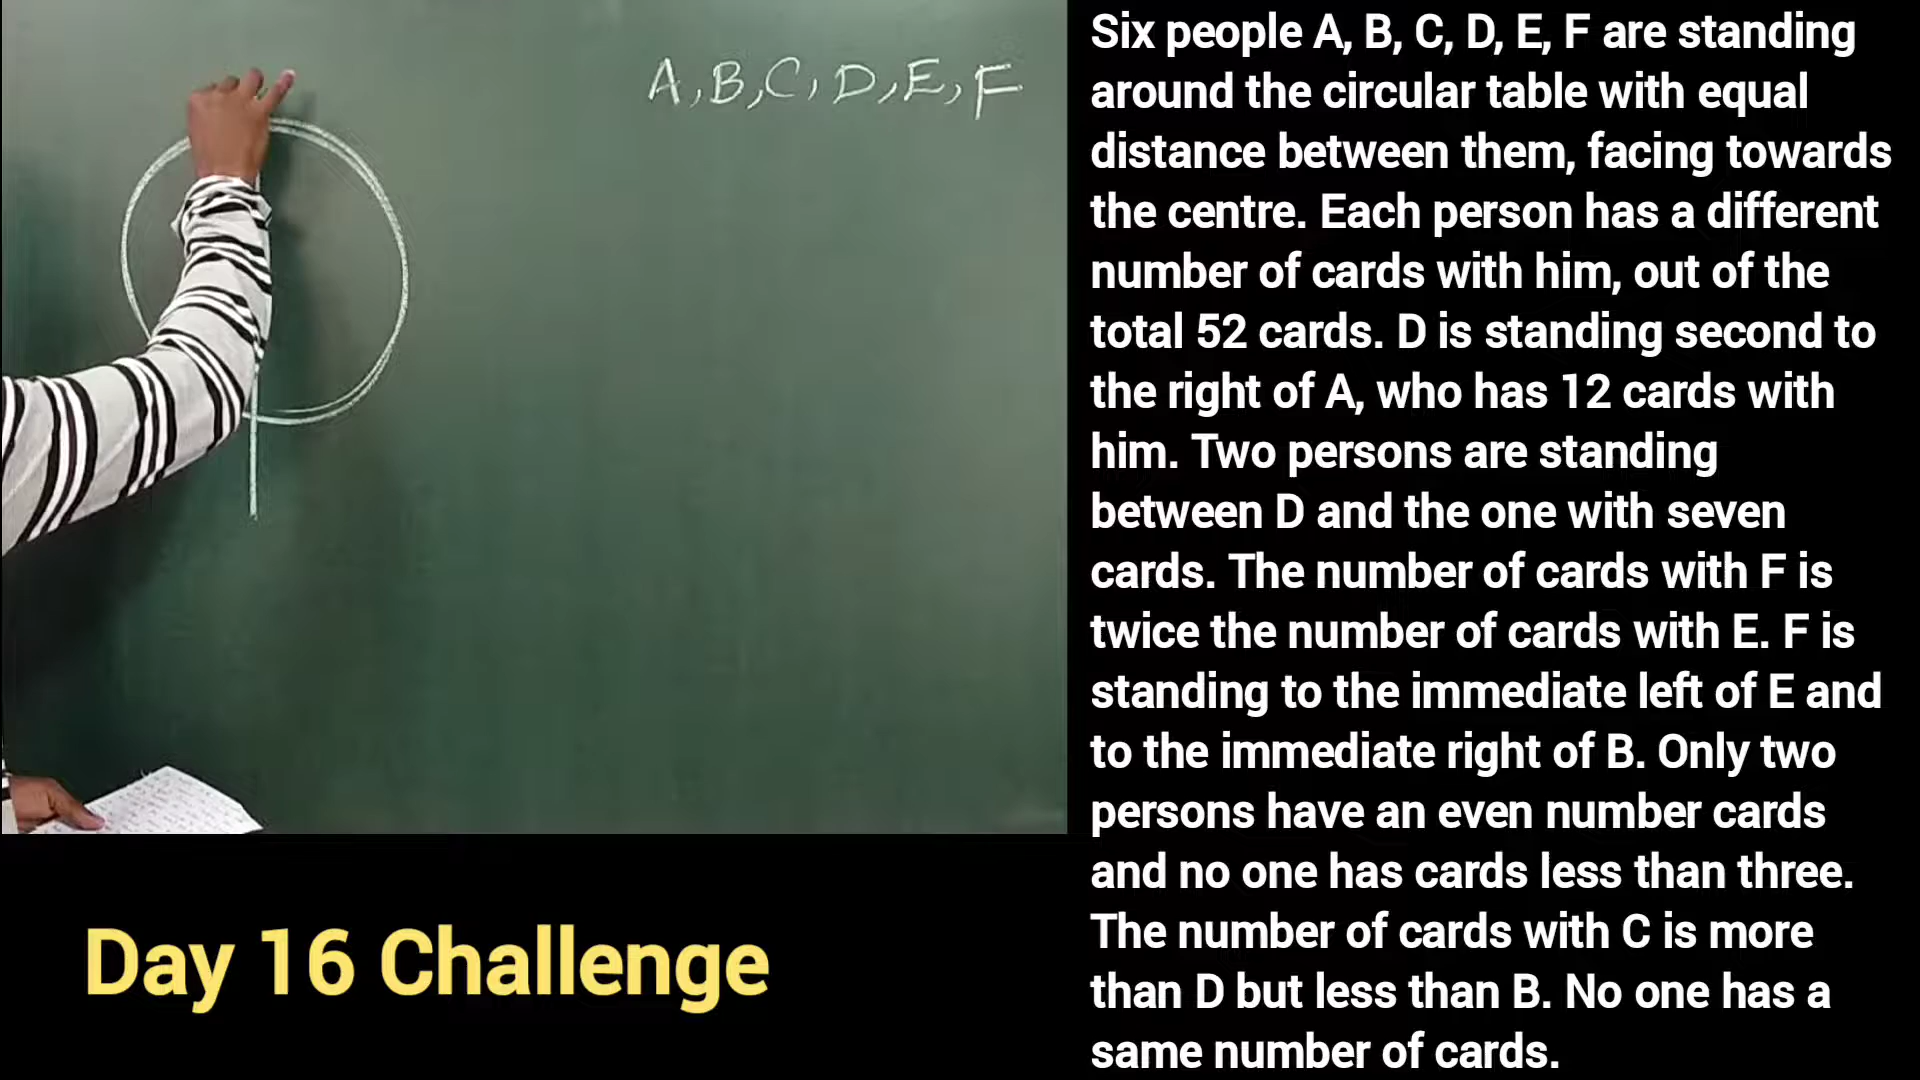 A, B, C, D, E, F
Six people A, B, C, D, E, F are standing
around the circular table with equal
distance between them, facing towards
the centre. Each person has a different
number of cards with him, out of the
total 52 cards. D is standing second to
the right of A, who has 12 cards with
him. Two persons are standing
between D and the one with seven
cards. The number of cards with F is
twice the number of cards with E. F is
standing to the immediate left of E and
to the immediate right of B. Only two
persons have an even number cards
and no one has cards less than three.
The number of cards with C is more
than D but less than B. No one has a
same number of cards.
Day 16 Challenge